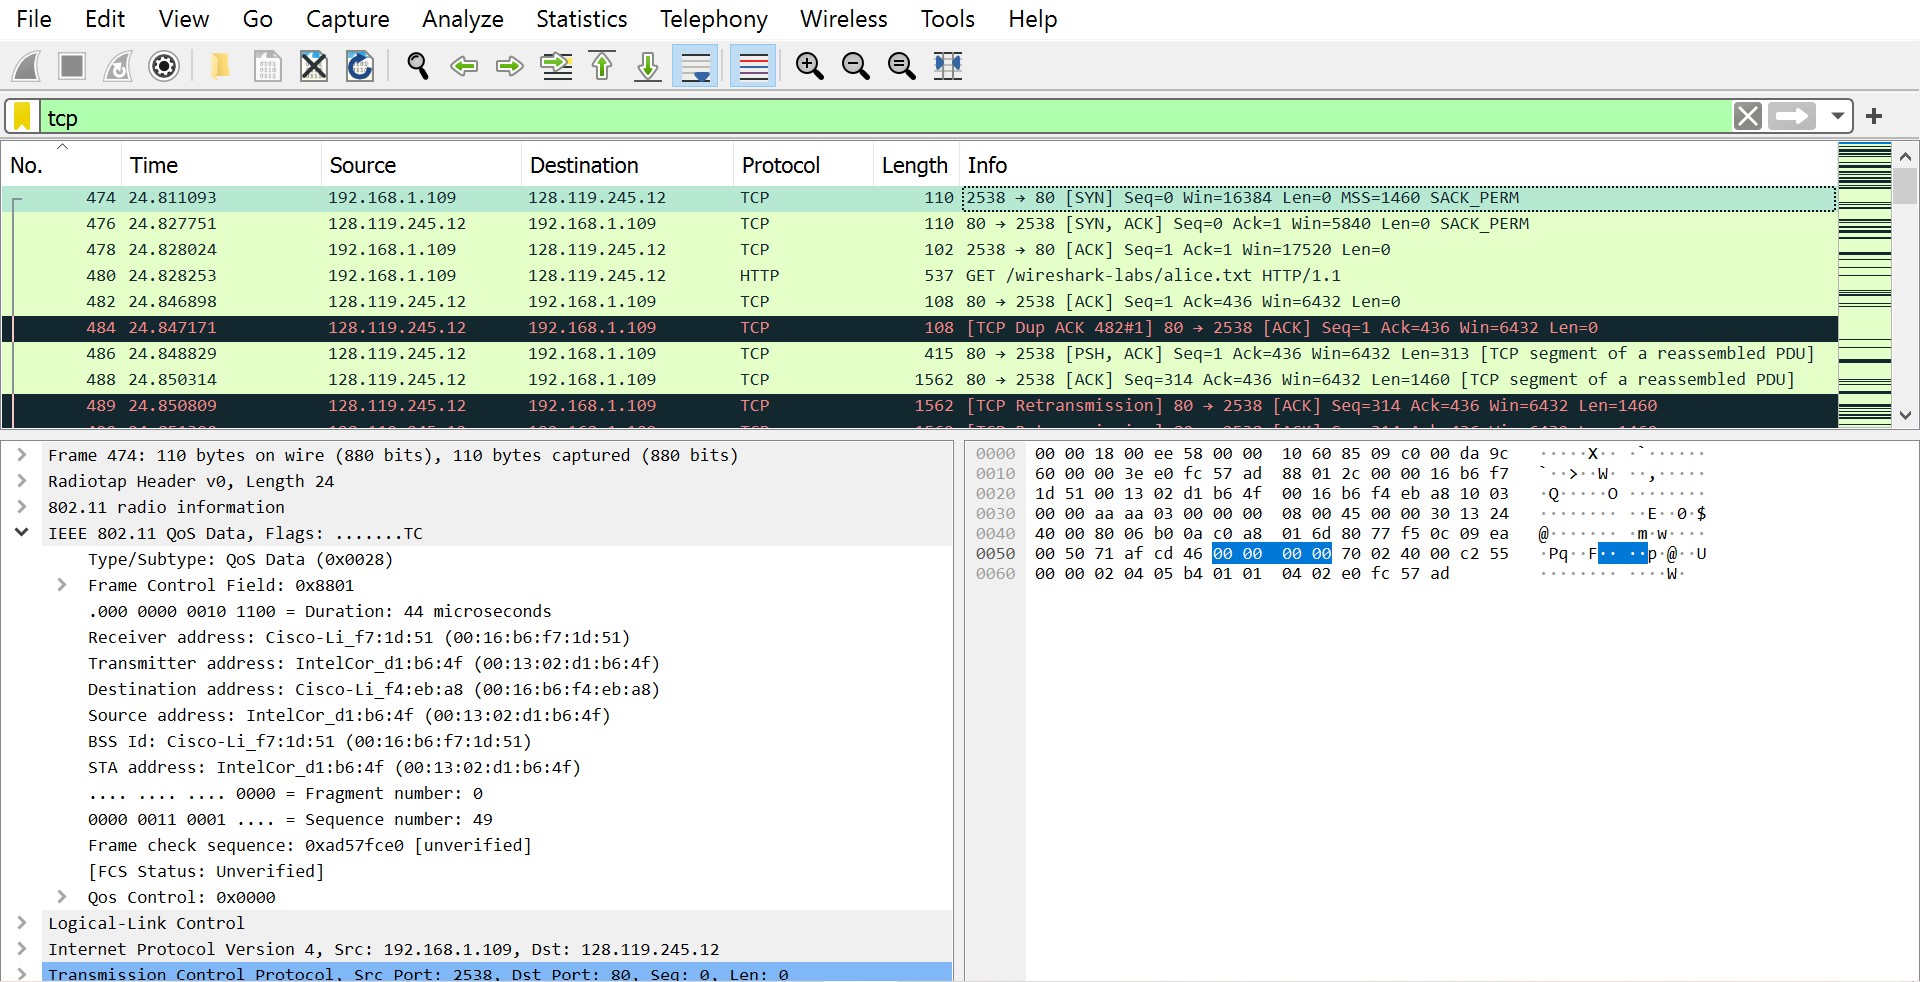 File Edit View Go Capture Analyze Statistics Telephony Wireless Tools Help
tcp
No. Time Source Destination Protocol Length Info
474 24.811093 192.168.1.109 128.119.245.12 TCP 110 2538 → 80 [SYN] Seq=0 Win=16384 Len=0 MSS=1460 SACK_PERM
476 24.827751 128.119.245.12 192.168.1.109 TCP 110 80 → 2538 [SYN, ACK] Seq=0 Ack=1 Win=5840 Len=0 SACK_PERM
478 24.828024 192.168.1.109 128.119.245.12 TCP 102 2538 → 80 [ACK] Seq=1 Ack=1 Win=17520 Len=0
480 24.828253 192.168.1.109 128.119.245.12 HTTP 537 GET /wireshark-labs/alice.txt HTTP/1.1
482 24.846898 128.119.245.12 192.168.1.109 TCP 108 80 → 2538 [ACK] Seq=1 Ack=436 Win=6432 Len=0
484 24.847171 128.119.245.12 192.168.1.109 TCP 108 [TCP Dup ACK 482#1] 80 → 2538 [ACK] Seq=1 Ack=436 Win=6432 Len=0
486 24.848829 128.119.245.12 192.168.1.109 TCP 415 80 → 2538 [PSH, ACK] Seq=1 Ack=436 Win=6432 Len=313 [TCP segment of a reassembled PDU]
488 24.850314 128.119.245.12 192.168.1.109 TCP 1562 80 → 2538 [ACK] Seq=314 Ack=436 Win=6432 Len=1460 [TCP segment of a reassembled PDU]
489 24.850809 128.119.245.12 192.168.1.109 TCP 1562 [TCP Retransmission] 80 → 2538 [ACK] Seq=314 Ack=436 Win=6432 Len=1460
Frame 474: 110 bytes on wire (880 bits), 110 bytes captured (880 bits)
Radiotap Header v0, Length 24
802.11 radio information
IEEE 802.11 QoS Data, Flags: .......TC
Type/Subtype: QoS Data (0x0028)
Frame Control Field: 0x8801
.000 0000 0010 1100 = Duration: 44 microseconds
Receiver address: Cisco-Li_f7:1d:51 (00:16:b6:f7:1d:51)
Transmitter address: IntelCor_d1:b6:4f (00:13:02:d1:b6:4f)
Destination address: Cisco-Li_f4:eb:a8 (00:16:b6:f4:eb:a8)
Source address: IntelCor_d1:b6:4f (00:13:02:d1:b6:4f)
BSS Id: Cisco-Li_f7:1d:51 (00:16:b6:f7:1d:51)
STA address: IntelCor_d1:b6:4f (00:13:02:d1:b6:4f)
.... .... .... 0000 = Fragment number: 0
0000 0011 0001 .... = Sequence number: 49
Frame check sequence: 0xad57fce0 [unverified]
[FCS Status: Unverified]
Qos Control: 0x0000
Logical-Link Control
Internet Protocol Version 4, Src: 192.168.1.109, Dst: 128.119.245.12
Transmission Control Protocol, Src Port: 2538, Dst Port: 80, Seq: 0, Len: 0
0000 00 00 18 00 ee 58 00 00 10 60 85 09 c0 00 da 9c ·····X·· ·`······
0010 60 00 00 3e e0 fc 57 ad 88 01 2c 00 00 16 b6 f7 `··>··W· ··,·····
0020 1d 51 00 13 02 d1 b6 4f 00 16 b6 f4 eb a8 10 03 ·Q·····O ········
0030 00 00 aa aa 03 00 00 00 08 00 45 00 00 30 13 24 ········ ··E··0·$
0040 40 00 80 06 b0 0a c0 a8 01 6d 80 77 f5 0c 09 ea @······· ·m·w····
0050 00 50 71 af cd 46 00 00 00 00 70 02 40 00 c2 55 ·Pq··F·· ··p·@··U
0060 00 00 02 04 05 b4 01 01 04 02 e0 fc 57 ad ········ ····W·